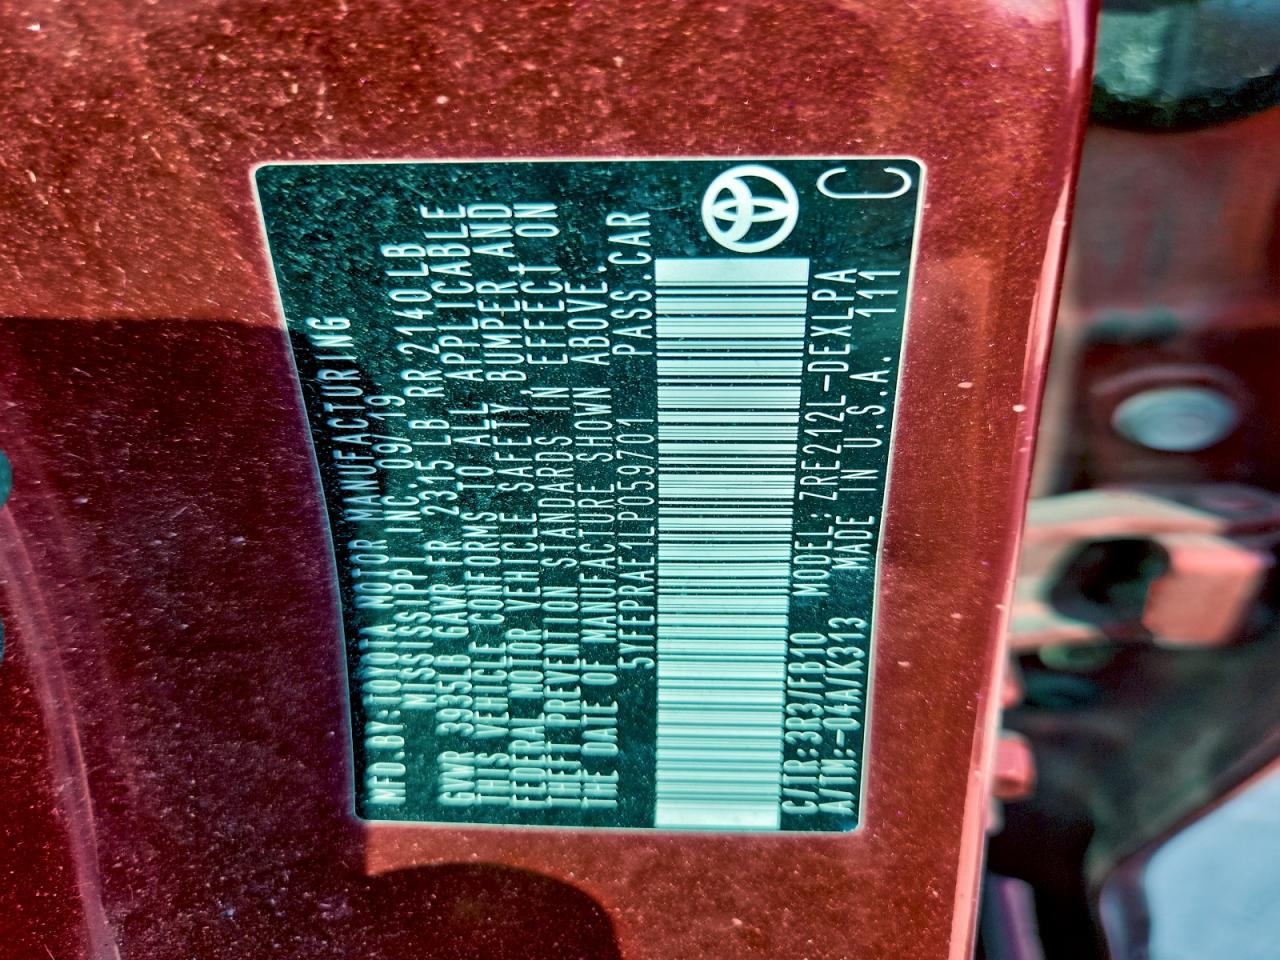 MFD.BY:TOYOTA MOTOR MANUFACTURING
MISSISSIPPI INC. 09/19
GVWR 3935LB GAWR FR 2315LB RR 2140LB
THIS VEHICLE CONFORMS TO ALL APPLICABLE
FEDERAL MOTOR VEHICLE SAFETY BUMPER, AND
THEFT PREVENTION STANDARDS IN EFFECT ON
THE DATE OF MANUFACTURE SHOWN ABOVE.
5YFEPRAE1LP059701 PASS.CAR
C/TR:3R3/FB10 MODEL:ZRE212L-DEXLPA
A/TM:-04A/K313 MADE IN U.S.A. 111
C